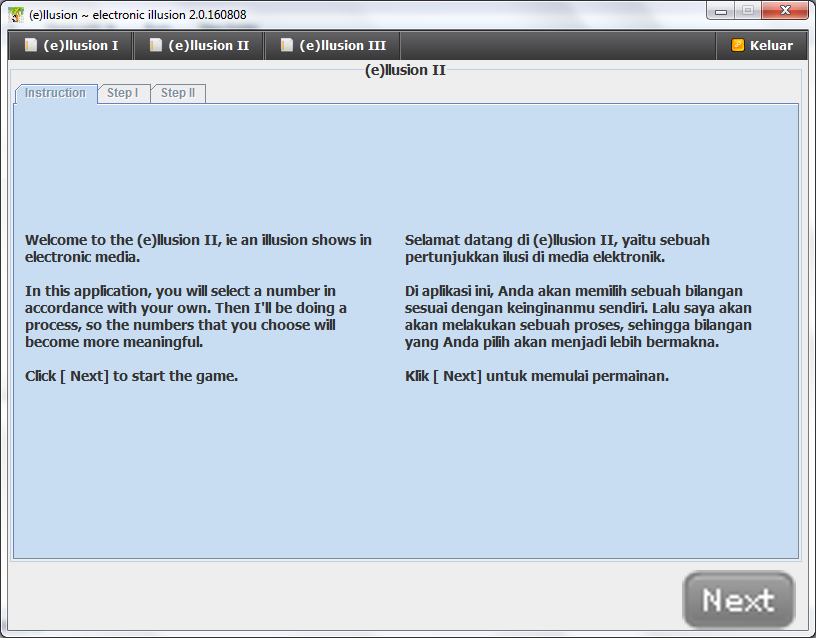 (e)llusion ~ electronic illusion 2.0.160808
(e)llusion I (e)llusion II (e)llusion III Keluar
(e)llusion II
Instruction Step I Step II
Welcome to the (e)llusion II, ie an illusion shows in
electronic media.
In this application, you will select a number in
accordance with your own. Then I'll be doing a
process, so the numbers that you choose will
become more meaningful.
Click [ Next] to start the game.
Selamat datang di (e)llusion II, yaitu sebuah
pertunjukkan ilusi di media elektronik.
Di aplikasi ini, Anda akan memilih sebuah bilangan
sesuai dengan keinginanmu sendiri. Lalu saya akan
akan melakukan sebuah proses, sehingga bilangan
yang Anda pilih akan menjadi lebih bermakna.
Klik [ Next] untuk memulai permainan.
Next